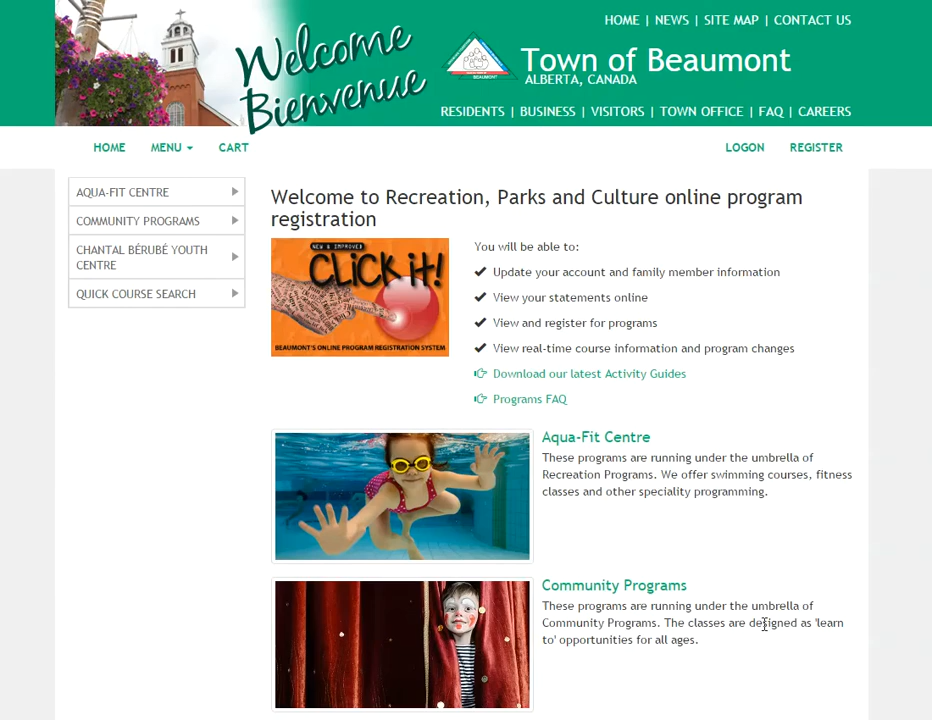 HOME | NEWS | SITE MAP | CONTACT US
Welcome
Bienvenue
Town of Beaumont
ALBERTA, CANADA
RESIDENTS | BUSINESS | VISITORS | TOWN OFFICE | FAQ | CAREERS
HOME MENU CART LOGON REGISTER
AQUA-FIT CENTRE
COMMUNITY PROGRAMS
CHANTAL BÉRUBÉ YOUTH
CENTRE
QUICK COURSE SEARCH
Welcome to Recreation, Parks and Culture online program
registration
NEW & IMPROVED
CLiCK iT!
BEAUMONT'S ONLINE PROGRAM REGISTRATION SYSTEM
You will be able to:
Update your account and family member information
View your statements online
View and register for programs
View real-time course information and program changes
Download our latest Activity Guides
Programs FAQ
Aqua-Fit Centre
These programs are running under the umbrella of
Recreation Programs. We offer swimming courses, fitness
classes and other speciality programming.
Community Programs
These programs are running under the umbrella of
Community Programs. The classes are designed as 'learn
to' opportunities for all ages.